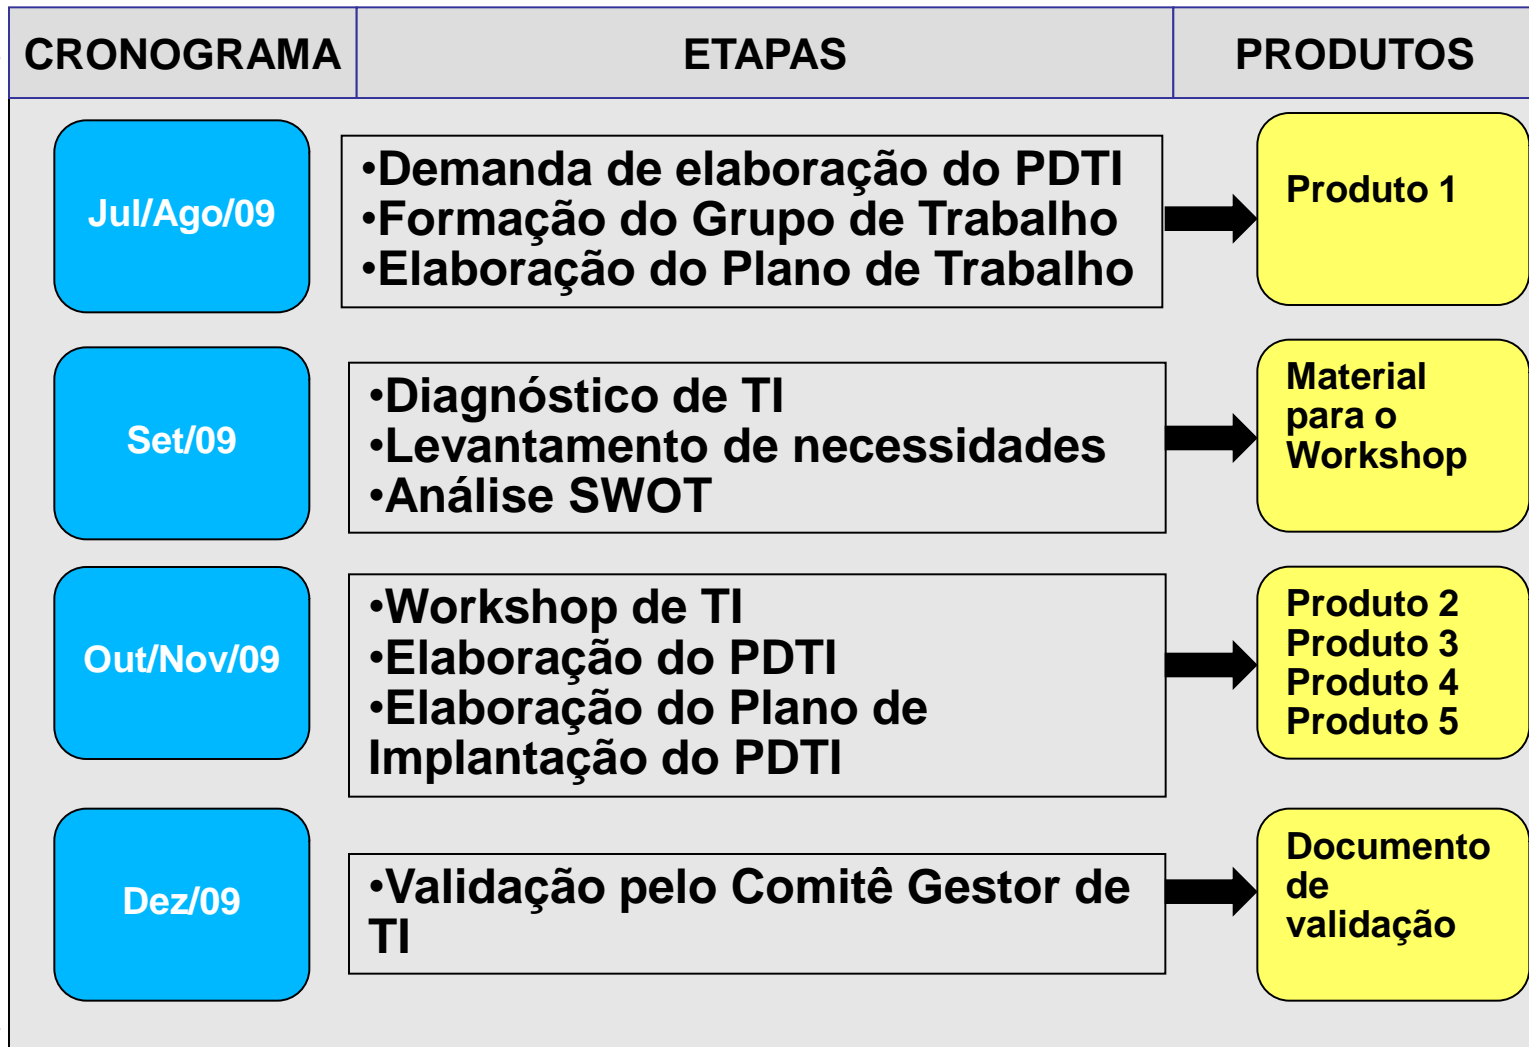 CRONOGRAMA ETAPAS PRODUTOS
Jul/Ago/09
•Demanda de elaboração do PDTI
•Formação do Grupo de Trabalho
•Elaboração do Plano de Trabalho
Produto 1
Set/09
•Diagnóstico de TI
•Levantamento de necessidades
•Análise SWOT
Material
para o
Workshop
Out/Nov/09
•Workshop de TI
•Elaboração do PDTI
•Elaboração do Plano de
Implantação do PDTI
Produto 2
Produto 3
Produto 4
Produto 5
Dez/09
•Validação pelo Comitê Gestor de
TI
Documento
de
validação